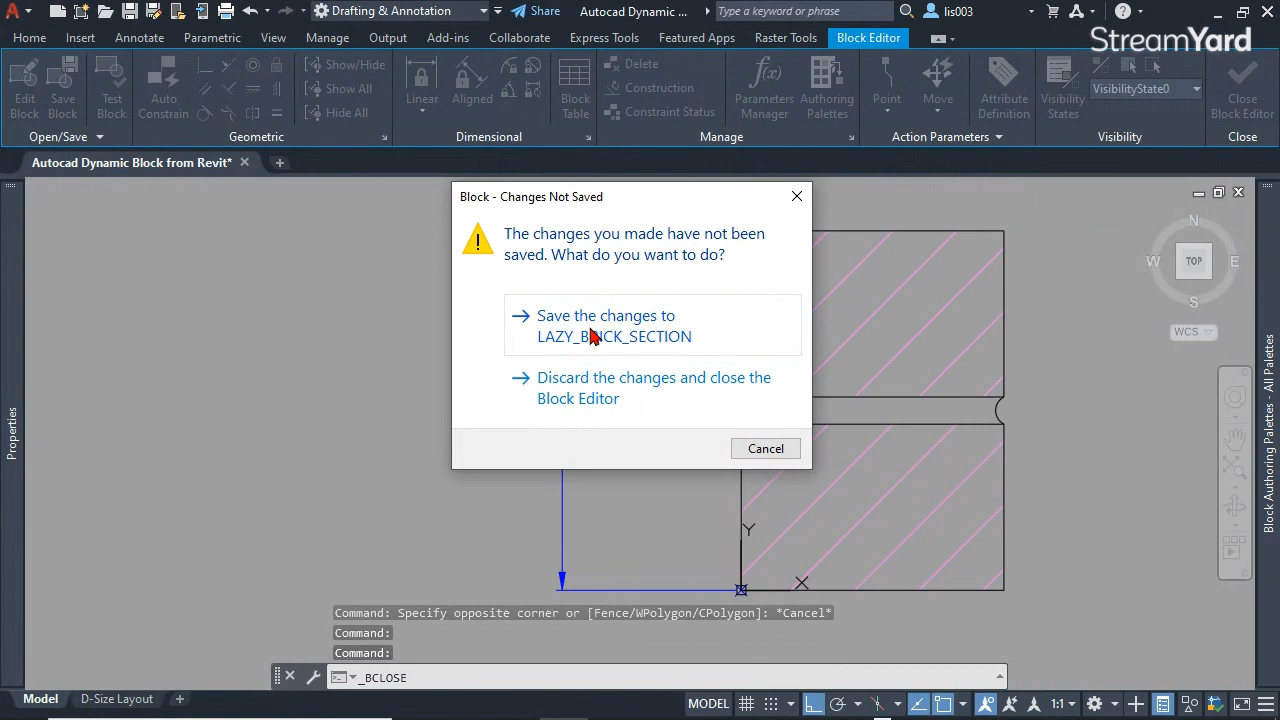 Drafting & Annotation
Share
Autocad Dynamic ...
Type a keyword or phrase
lis003
StreamYard
Home
Insert
Annotate
Parametric
View
Manage
Output
Add-ins
Collaborate
Express Tools
Featured Apps
Raster Tools
Block Editor
Edit
Block
Save
Block
Test
Block
Auto
Constrain
Show/Hide
Show All
Hide All
Linear
Aligned
Block
Table
Delete
Construction
Constraint Status
Parameters
Manager
Authoring
Palettes
Point
Move
Attribute
Definition
Visibility
States
VisibilityState0
Close
Block Editor
Open/Save
Geometric
Dimensional
Manage
Action Parameters
Visibility
Close
Autocad Dynamic Block from Revit*
Block - Changes Not Saved
The changes you made have not been
saved. What do you want to do?
Save the changes to
LAZY_BRICK_SECTION
Discard the changes and close the
Block Editor
Cancel
N
W
TOP
E
S
WCS
Properties
Block Authoring Palettes - All Palettes
Y
X
Command: Specify opposite corner or [Fence/WPolygon/CPolygon]: *Cancel*
Command:
Command:
_BCLOSE
Model
D-Size Layout
MODEL
1:1